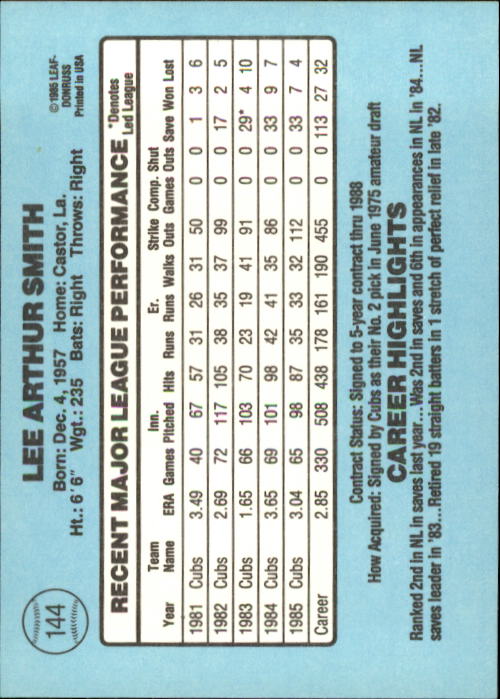 144
LEE ARTHUR SMITH
©1985 LEAF-
DONRUSS
Printed in USA
Born: Dec. 4, 1957 Home: Castor, La.
Ht.: 6'6" Wgt.: 235 Bats: Right Throws: Right
RECENT MAJOR LEAGUE PERFORMANCE *Denotes Led League
Year Team Name ERA Games Inn. Pitched Hits Runs Er. Runs Walks Strike Outs Comp. Games Shut Outs Save Won Lost
1981 Cubs 3.49 40 67 57 31 26 31 50 0 0 1 3 6
1982 Cubs 2.69 72 117 105 38 35 37 99 0 0 17 2 5
1983 Cubs 1.65 66 103 70 23 19 41 91 0 0 29* 4 10
1984 Cubs 3.65 69 101 98 42 41 35 86 0 0 33 9 7
1985 Cubs 3.04 65 98 87 35 33 32 112 0 0 33 7 4
Career 2.85 330 508 438 178 161 190 455 0 0 113 27 32
Contract Status: Signed to 5-year contract thru 1988
How Acquired: Signed by Cubs as their No. 2 pick in June 1975 amateur draft
CAREER HIGHLIGHTS
Ranked 2nd in NL in saves last year...Was 2nd in saves and 6th in appearances in NL in '84...NL
saves leader in '83...Retired 19 straight batters in 1 stretch of perfect relief in late '82.